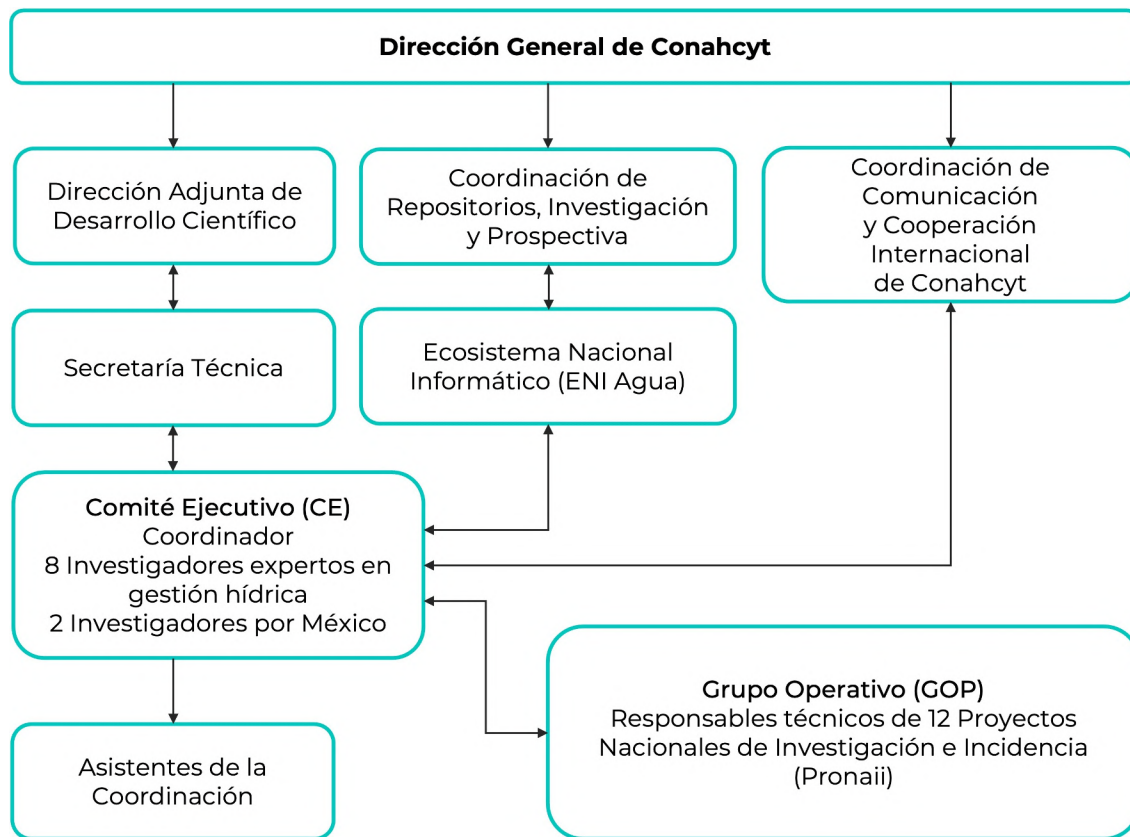 Dirección General de Conahcyt
Dirección Adjunta de
Desarrollo Científico
Coordinación de
Repositorios, Investigación
y Prospectiva
Coordinación de
Comunicación
y Cooperación
Internacional
de Conahcyt
Secretaría Técnica
Ecosistema Nacional
Informático (ENI Agua)
Comité Ejecutivo (CE)
Coordinador
8 Investigadores expertos en
gestión hídrica
2 Investigadores por México
Grupo Operativo (GOP)
Responsables técnicos de 12 Proyectos
Nacionales de Investigación e Incidencia
(Pronaii)
Asistentes de la
Coordinación